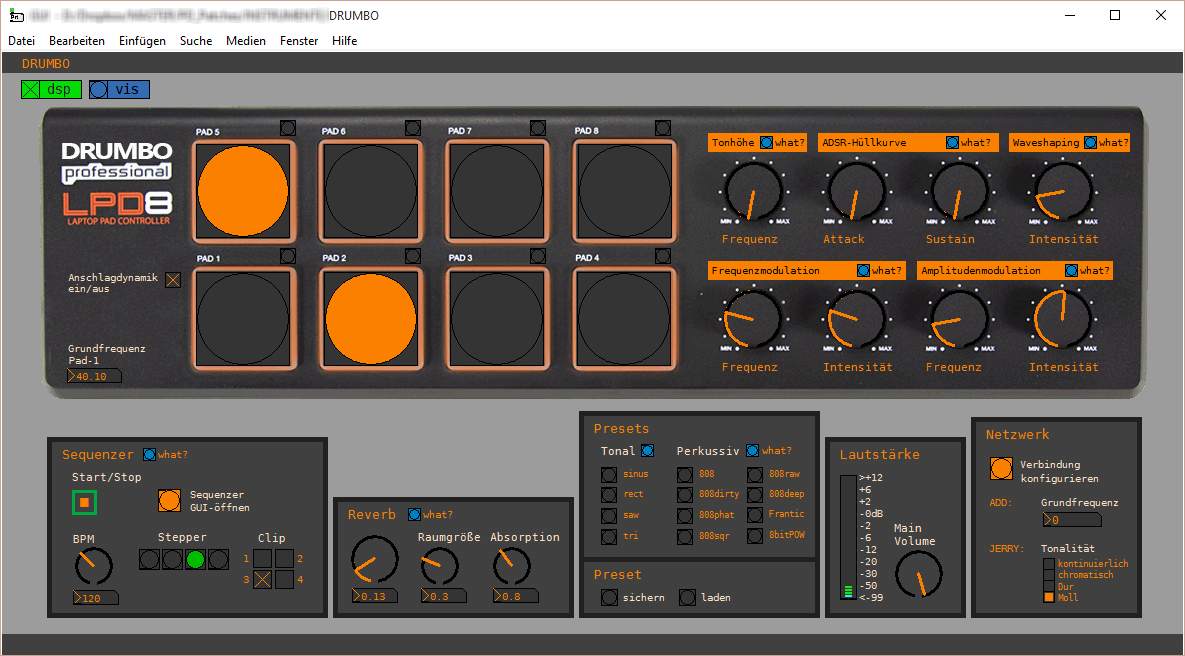 DRUMBO
Datei Bearbeiten Einfügen Suche Medien Fenster Hilfe
DRUMBO
dsp vis
PAD 5 PAD 6 PAD 7 PAD 8
DRUMBO
professional
LPD8
LAPTOP PAD CONTROLLER
Tonhöhe what? ADSR-Hüllkurve what? Waveshaping what?
MIN MAX MIN MAX MIN MAX MIN MAX
Frequenz Attack Sustain Intensität
PAD 1 PAD 2 PAD 3 PAD 4
Anschlagdynamik
ein/aus
Frequenzmodulation what? Amplitudenmodulation what?
MIN MAX MIN MAX MIN MAX MIN MAX
Frequenz Intensität Frequenz Intensität
Grundfrequenz
Pad-1
40.10
Sequenzer what?
Start/Stop
Sequenzer
GUI-öffnen
BPM
120
Stepper
Clip
1 2
3 4
Reverb what?
Raumgröße Absorption
0.13 0.3 0.8
Presets
Tonal Perkussiv what?
sinus 808 808raw
rect 808dirty 808deep
saw 808phat Frantic
tri 808sqr 8bitPOW
Preset
sichern laden
Lautstärke
>+12
+6
+2
-0dB
-2
-6
-12
-20
-30
-50
<-99
Main
Volume
Netzwerk
Verbindung
konfigurieren
ADD: Grundfrequenz
0
JERRY: Tonalität
kontinuierlich
chromatisch
Dur
Moll